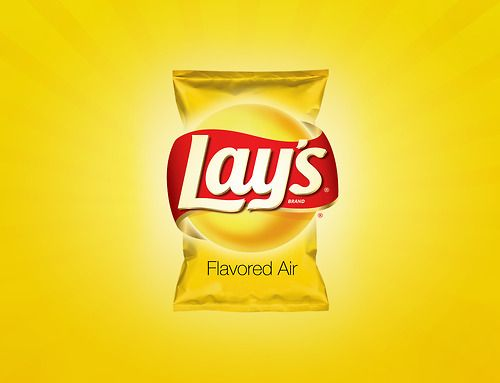 Lay's ®
BRAND
®
Flavored Air